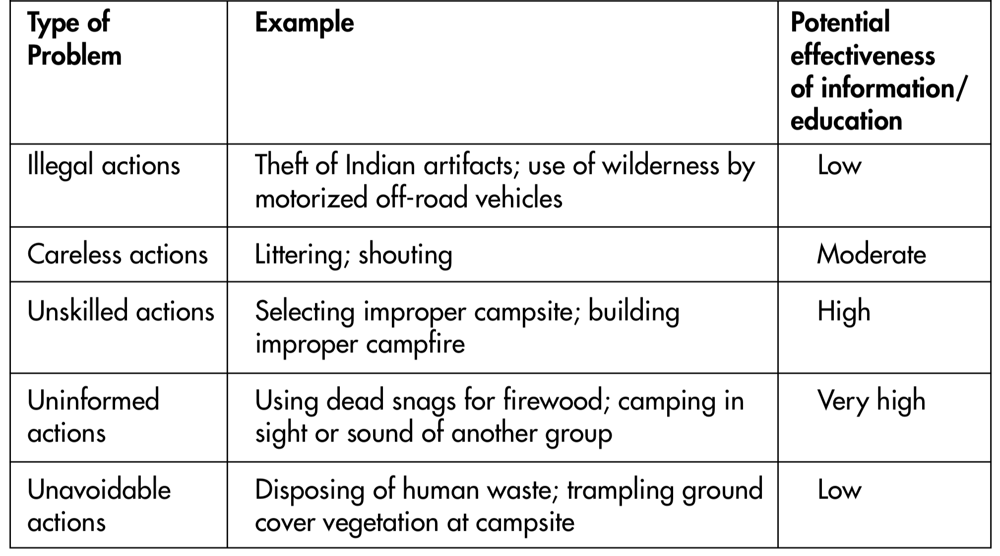 Type of
Problem
Example
Potential
effectiveness
of information/
education
Illegal actions
Theft of Indian artifacts; use of wilderness by
motorized off-road vehicles
Low
Careless actions
Littering; shouting
Moderate
Unskilled actions
Selecting improper campsite; building
improper campfire
High
Uninformed
actions
Using dead snags for firewood; camping in
sight or sound of another group
Very high
Unavoidable
actions
Disposing of human waste; trampling ground
cover vegetation at campsite
Low